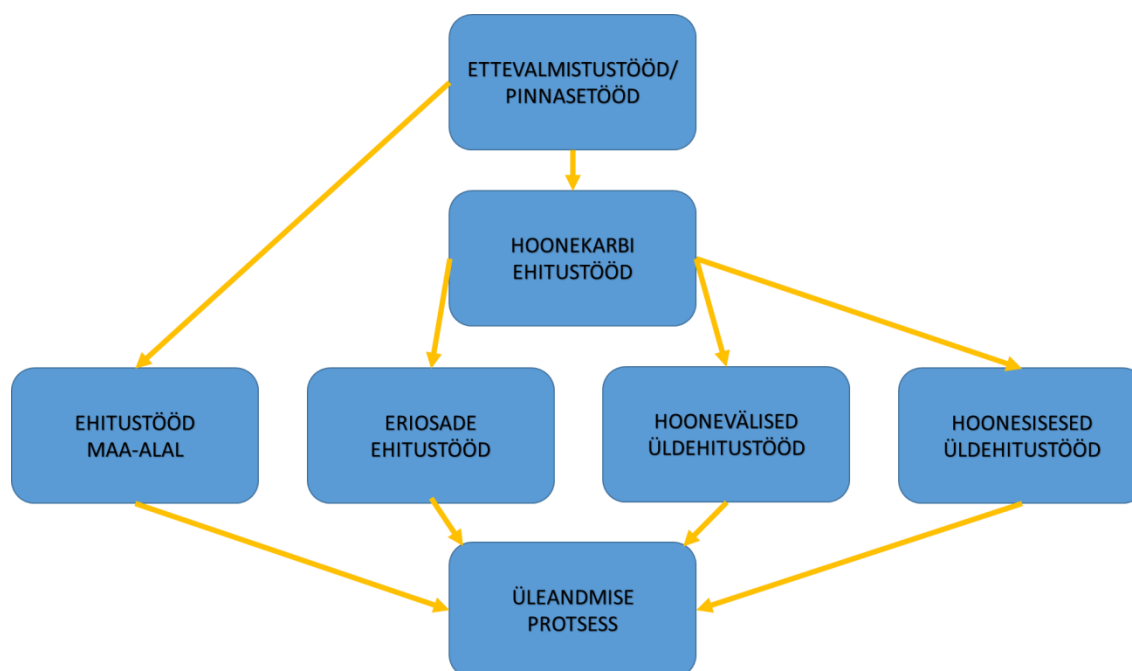 ETTEVALMISTUSTÖÖD/
PINNASETÖÖD
HOONEKARBI
EHITUSTÖÖD
EHITUSTÖÖD
MAA-ALAL
ERIOSADE
EHITUSTÖÖD
HOONEVÄLISED
ÜLDEHITUSTÖÖD
HOONESISESED
ÜLDEHITUSTÖÖD
ÜLEANDMISE
PROTSESS